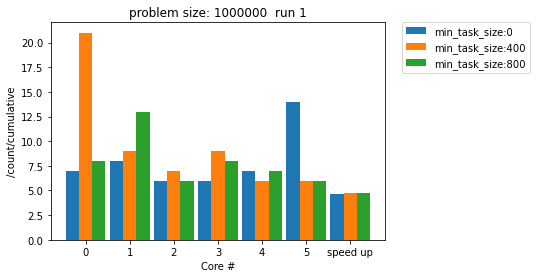 problem size: 1000000  run 1
min_task_size:0
min_task_size:400
min_task_size:800
/count/cumulative
20.0
17.5
15.0
12.5
10.0
7.5
5.0
2.5
0.0
0 1 2 3 4 5 speed up
Core #